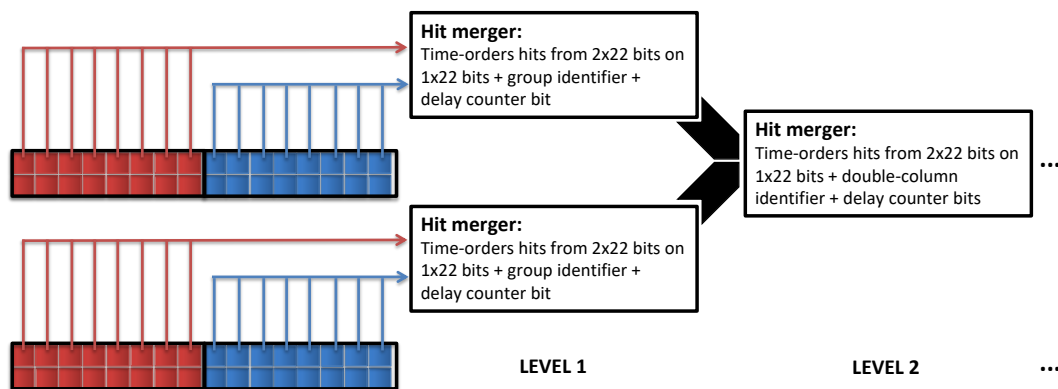 Hit merger:
Time-orders hits from 2x22 bits on
1x22 bits + group identifier +
delay counter bit
Hit merger:
Time-orders hits from 2x22 bits on
1x22 bits + double-column
identifier + delay counter bits
...
Hit merger:
Time-orders hits from 2x22 bits on
1x22 bits + group identifier +
delay counter bit
LEVEL 1
LEVEL 2
...